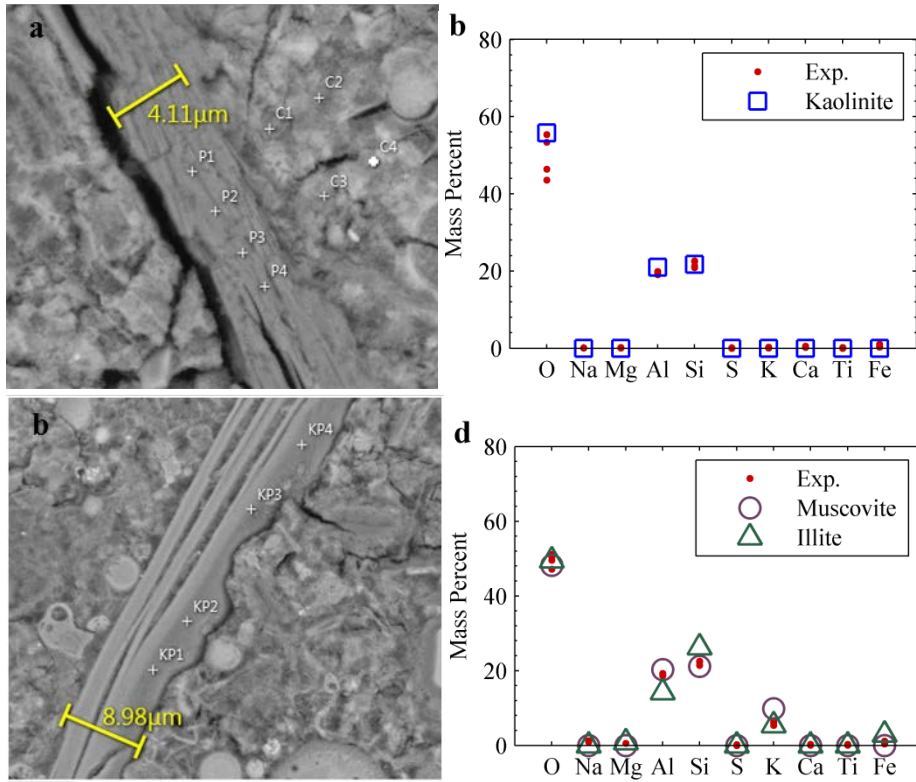 a
4.11μm
C2
C1
C4
P1
C3
P2
P3
P4
b
80
60
40
20
0
Mass Percent
Exp.
Kaolinite
O Na Mg Al Si S K Ca Ti Fe
b
KP4
KP3
KP2
KP1
8.98μm
d
80
60
40
20
0
Mass Percent
Exp.
Muscovite
Illite
O Na Mg Al Si S K Ca Ti Fe